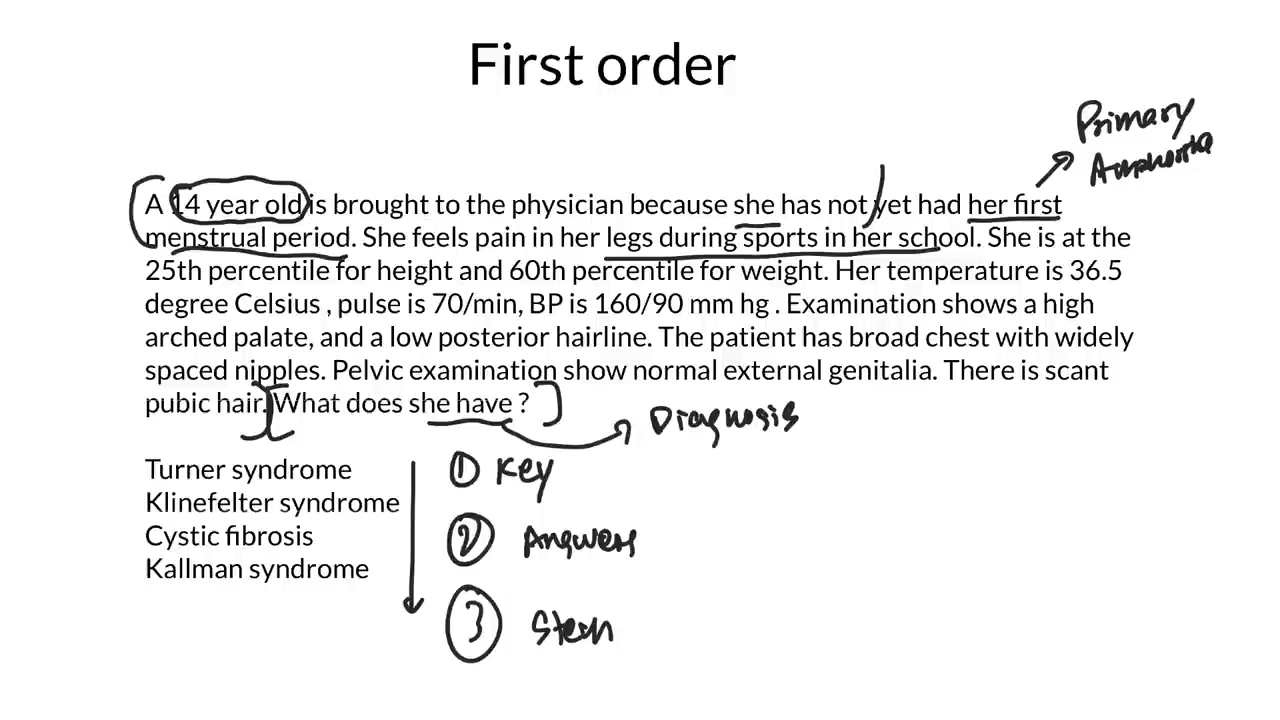 First order
Primary
A 14 year old is brought to the physician because she has not yet had her first
menstrual period. She feels pain in her legs during sports in her school. She is at the
25th percentile for height and 60th percentile for weight. Her temperature is 36.5
degree Celsius , pulse is 70/min, BP is 160/90 mm hg . Examination shows a high
arched palate, and a low posterior hairline. The patient has broad chest with widely
spaced nipples. Pelvic examination show normal external genitalia. There is scant
pubic hair. What does she have ?
Diagnosis
Turner syndrome
Klinefelter syndrome
Cystic fibrosis
Kallman syndrome
1 Key
2 Answers
3 Stem